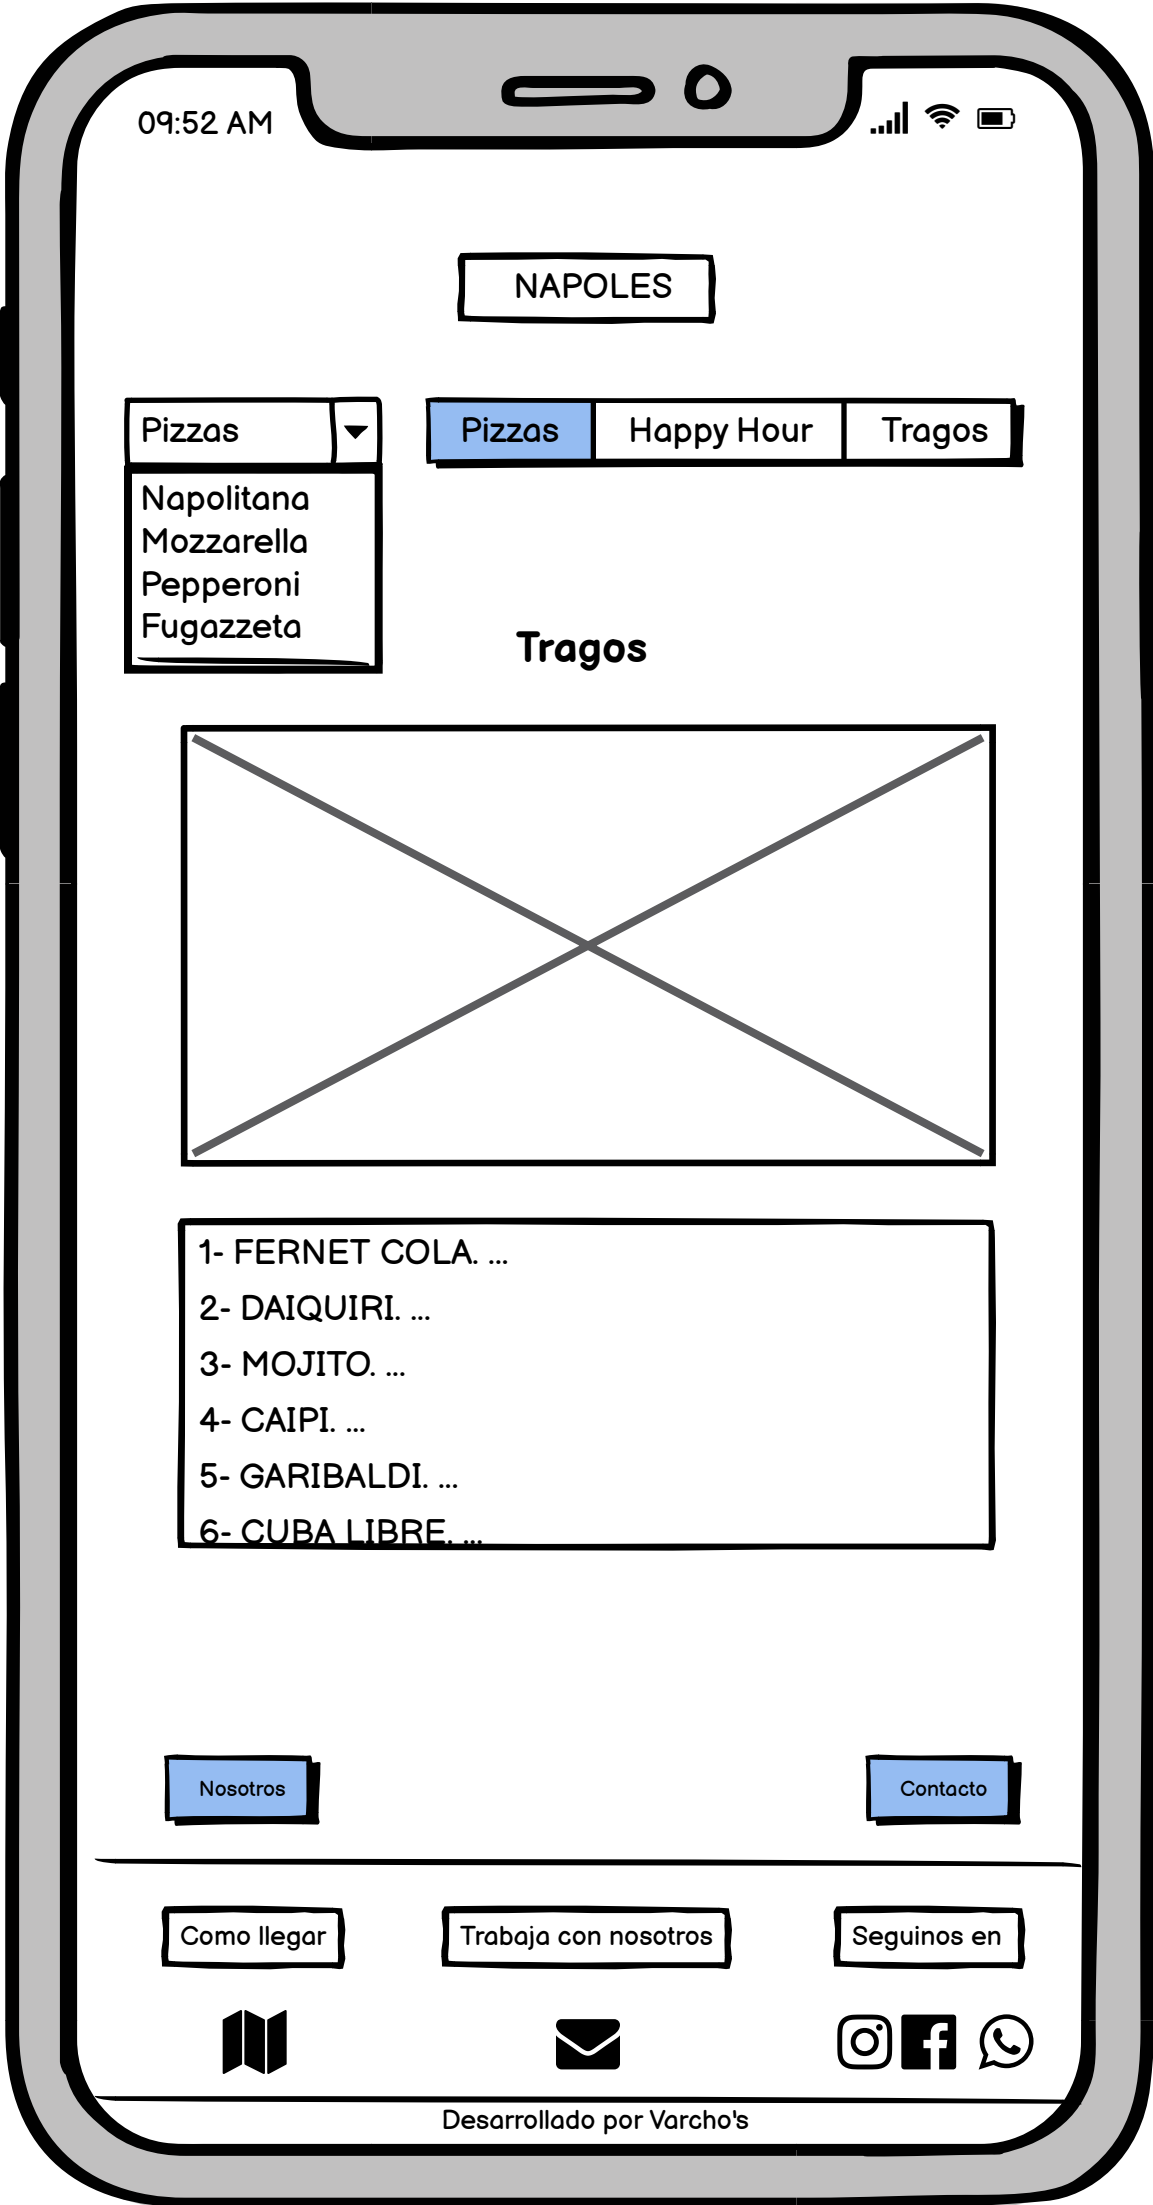 09:52 AM
NAPOLES
Pizzas
Pizzas Happy Hour Tragos
Napolitana
Mozzarella
Pepperoni
Fugazzeta
Tragos
1- FERNET COLA. ...
2- DAIQUIRI. ...
3- MOJITO. ...
4- CAIPI. ...
5- GARIBALDI. ...
6- CUBA LIBRE. ...
Nosotros Contacto
Como llegar Trabaja con nosotros Seguinos en
Desarrollado por Varcho's